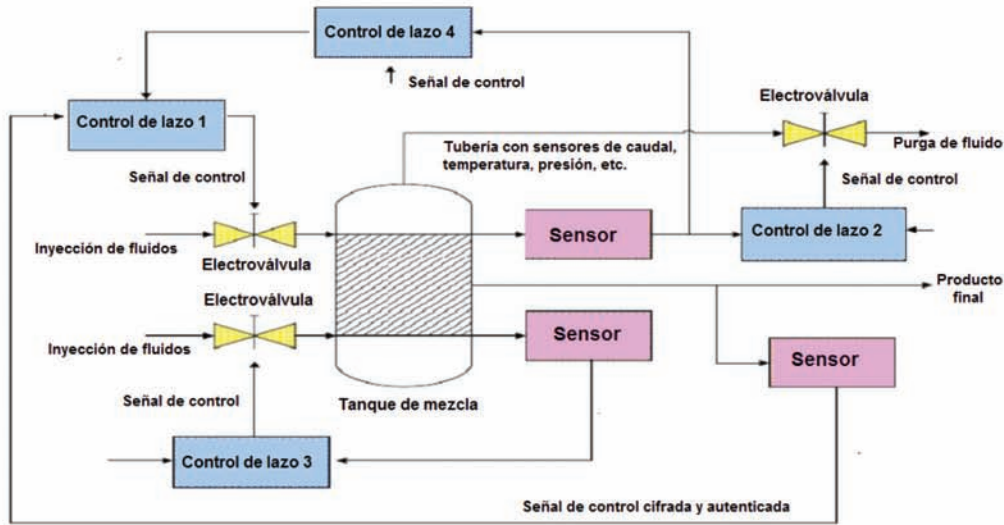 Control de lazo 4
Señal de control
Electroválvula
Control de lazo 1
Tubería con sensores de caudal,
temperatura, presión, etc.
Purga de fluido
Señal de control
Señal de control
Sensor
Control de lazo 2
Inyección de fluidos
Electroválvula
Producto
final
Electroválvula
Sensor
Inyección de fluidos
Sensor
Señal de control
Tanque de mezcla
Control de lazo 3
Señal de control cifrada y autenticada